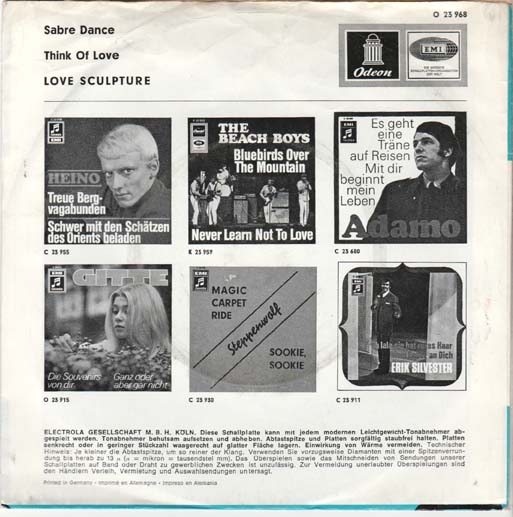 O 23 968
Sabre Dance
Think Of Love
LOVE SCULPTURE
Odeon
EMI
HEINO
Treue Berg-
vagabunden
Schwer mit den Schätzen
des Orients beladen
C 23 955
THE
BEACH BOYS
Bluebirds Over
The Mountain
Never Learn Not To Love
K 23 957
Es geht
eine
Träne
auf Reisen
Mit dir
beginnt
mein
Leben
Adamo
C 23 680
GITTE
Die Souvenirs
von dir
Ganz oder
aber gar nicht
O 23 915
MAGIC
CARPET
RIDE
Steppenwolf
SOOKIE,
SOOKIE
C 23 930
an Dich
ERIK SILVESTER
C 23 911
ELECTROLA GESELLSCHAFT M. B. H. KÖLN. Diese Schallplatte kann mit jedem modernen Leichtgewicht-Tonabnehmer ab-
gespielt werden. Tonabnehmer behutsam aufsetzen und abheben. Abtastspitze und Platten sorgfältig staubfrei halten. Platten
senkrecht oder in geringer Stückzahl waagerecht auf glatter Fläche lagern. Einwirkung von Wärme vermeiden. Technischer
Hinweis: Je kleiner die Abtastspitze, um so reiner der Klang. Verwenden Sie vorzugsweise Diamanten mit einer Spitzenverrun-
dung bis herab zu 13 µ (µ = mikron = tausendstel mm). Das Überspielen sowie das Mitschneiden von Sendungen unserer
Schallplatten auf Band oder Draht zu gewerblichen Zwecken ist unzulässig. Zur Vermeidung unerlaubter Überspielungen sind
den Händlern Verleih, Vermietung und Auswahlsendungen untersagt.
Printed in Germany - Imprimé en Allemagne - Impreso en Alemania